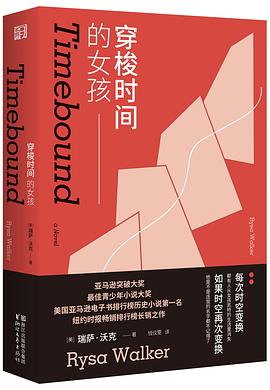 Timebound
穿梭时间
的女孩
Rysa Walker
Timebound
穿梭时间
的女孩
a Novel
每次时空变换
如果时空再次变换
亚马逊突破大奖
最佳青少年小说大奖
美国亚马逊电子书排行榜历史小说第一名
纽约时报畅销排行榜长销之作
[美] 瑞萨·沃克 —— 著
钱仪雯 —— 译
Rysa Walker